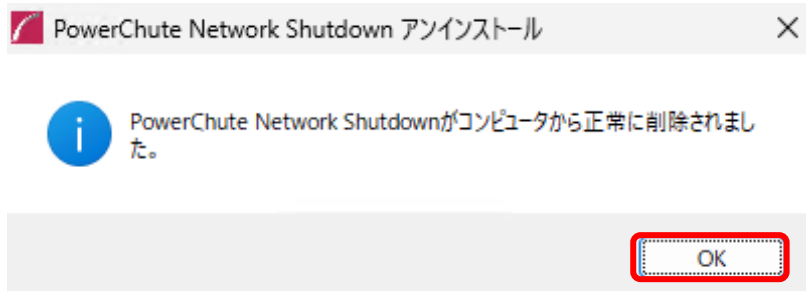 PowerChute Network Shutdown アンインストール
PowerChute Network Shutdownがコンピュータから正常に削除されまし
た。
OK